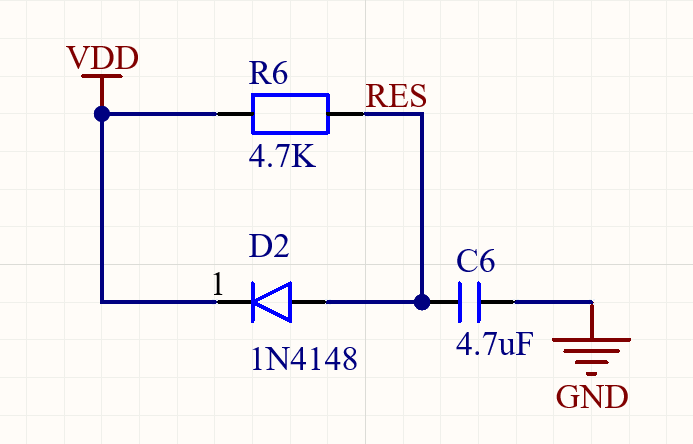 VDD
R6
RES
4.7K
D2
1
1N4148
C6
4.7uF
GND